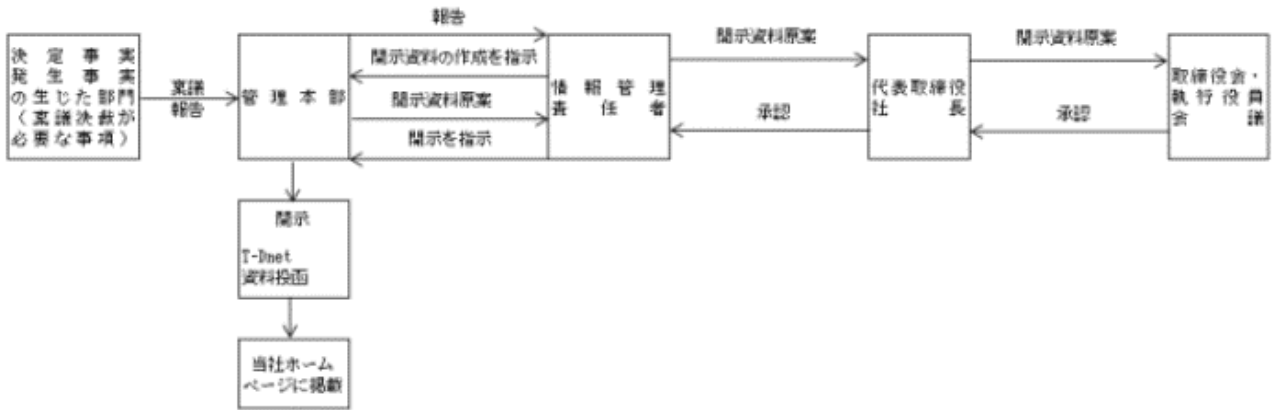 決定事実
発生事実
の生じた部門
（稟議決裁が
必要な事項）
稟議
報告
管理本部
報告
開示資料の作成を指示
開示資料原案
開示を指示
情報管理
責任者
開示資料原案
承認
代表取締役
社長
開示資料原案
承認
取締役会・
執行役員
会議
開示
T-Dnet
資料投函
当社ホーム
ページに掲載